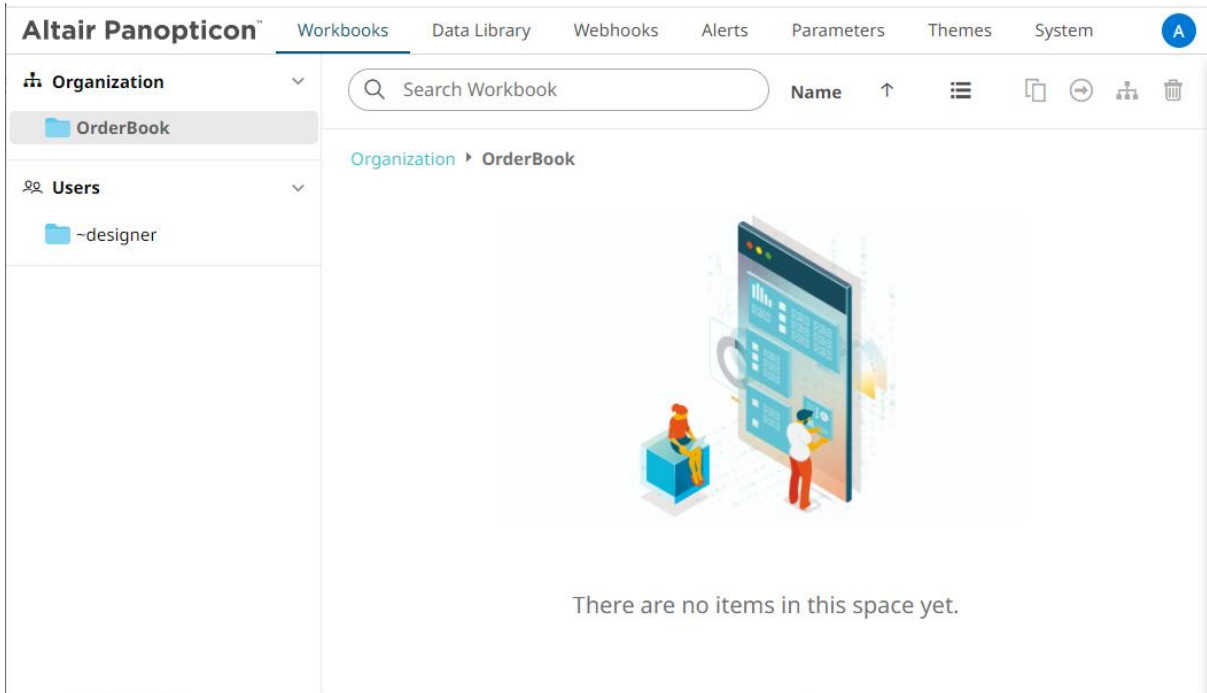 Altair Panopticon™ Workbooks Data Library Webhooks Alerts Parameters Themes System A
Organization
OrderBook
Users
~designer
Search Workbook Name ↑
Organization ▸ OrderBook
There are no items in this space yet.